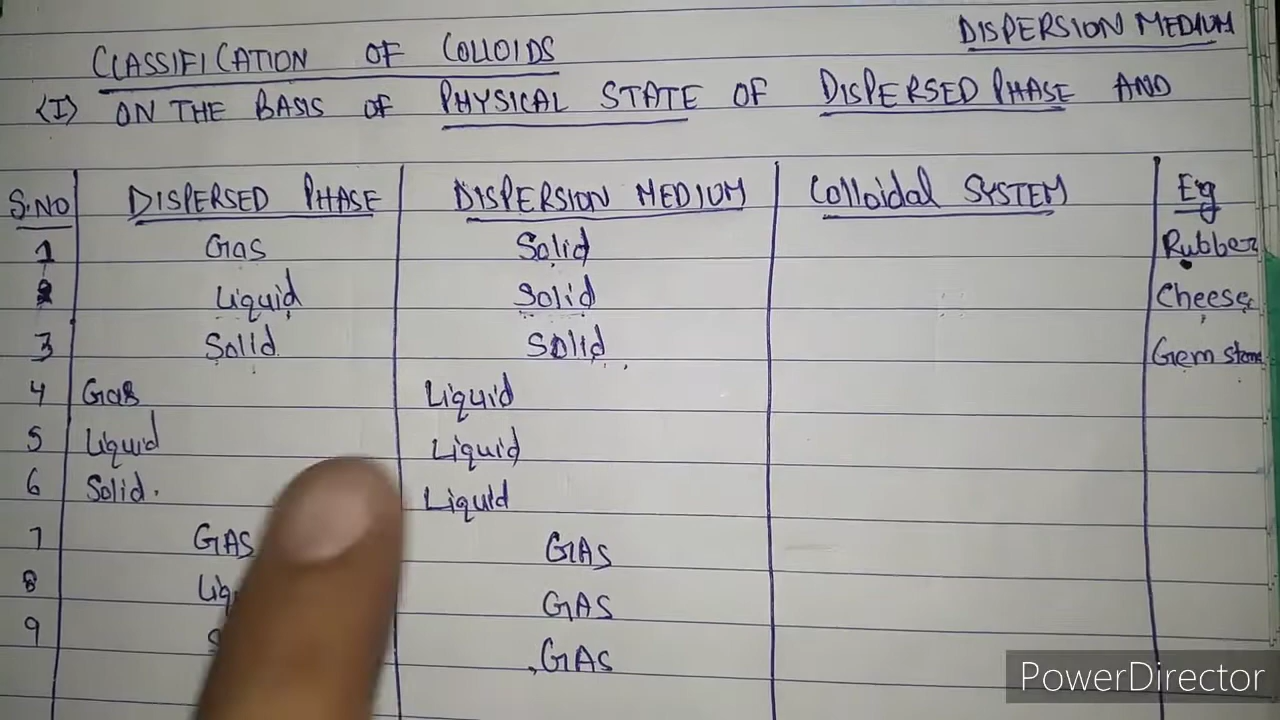 DISPERSION MEDIUM
CLASSIFICATION OF COLLOIDS
(I) ON THE BASIS OF PHYSICAL STATE OF DISPERSED PHASE AND
S.NO DISPERSED PHASE DISPERSION MEDIUM Colloidal SYSTEM Eg
1 Gas Solid Rubber
2 Liquid Solid Cheese
3 Solid Solid Gem stone
4 Gas Liquid
5 Liquid Liquid
6 Solid. Liquid
7 GAS GAS
8 GAS
9 GAS
PowerDirector